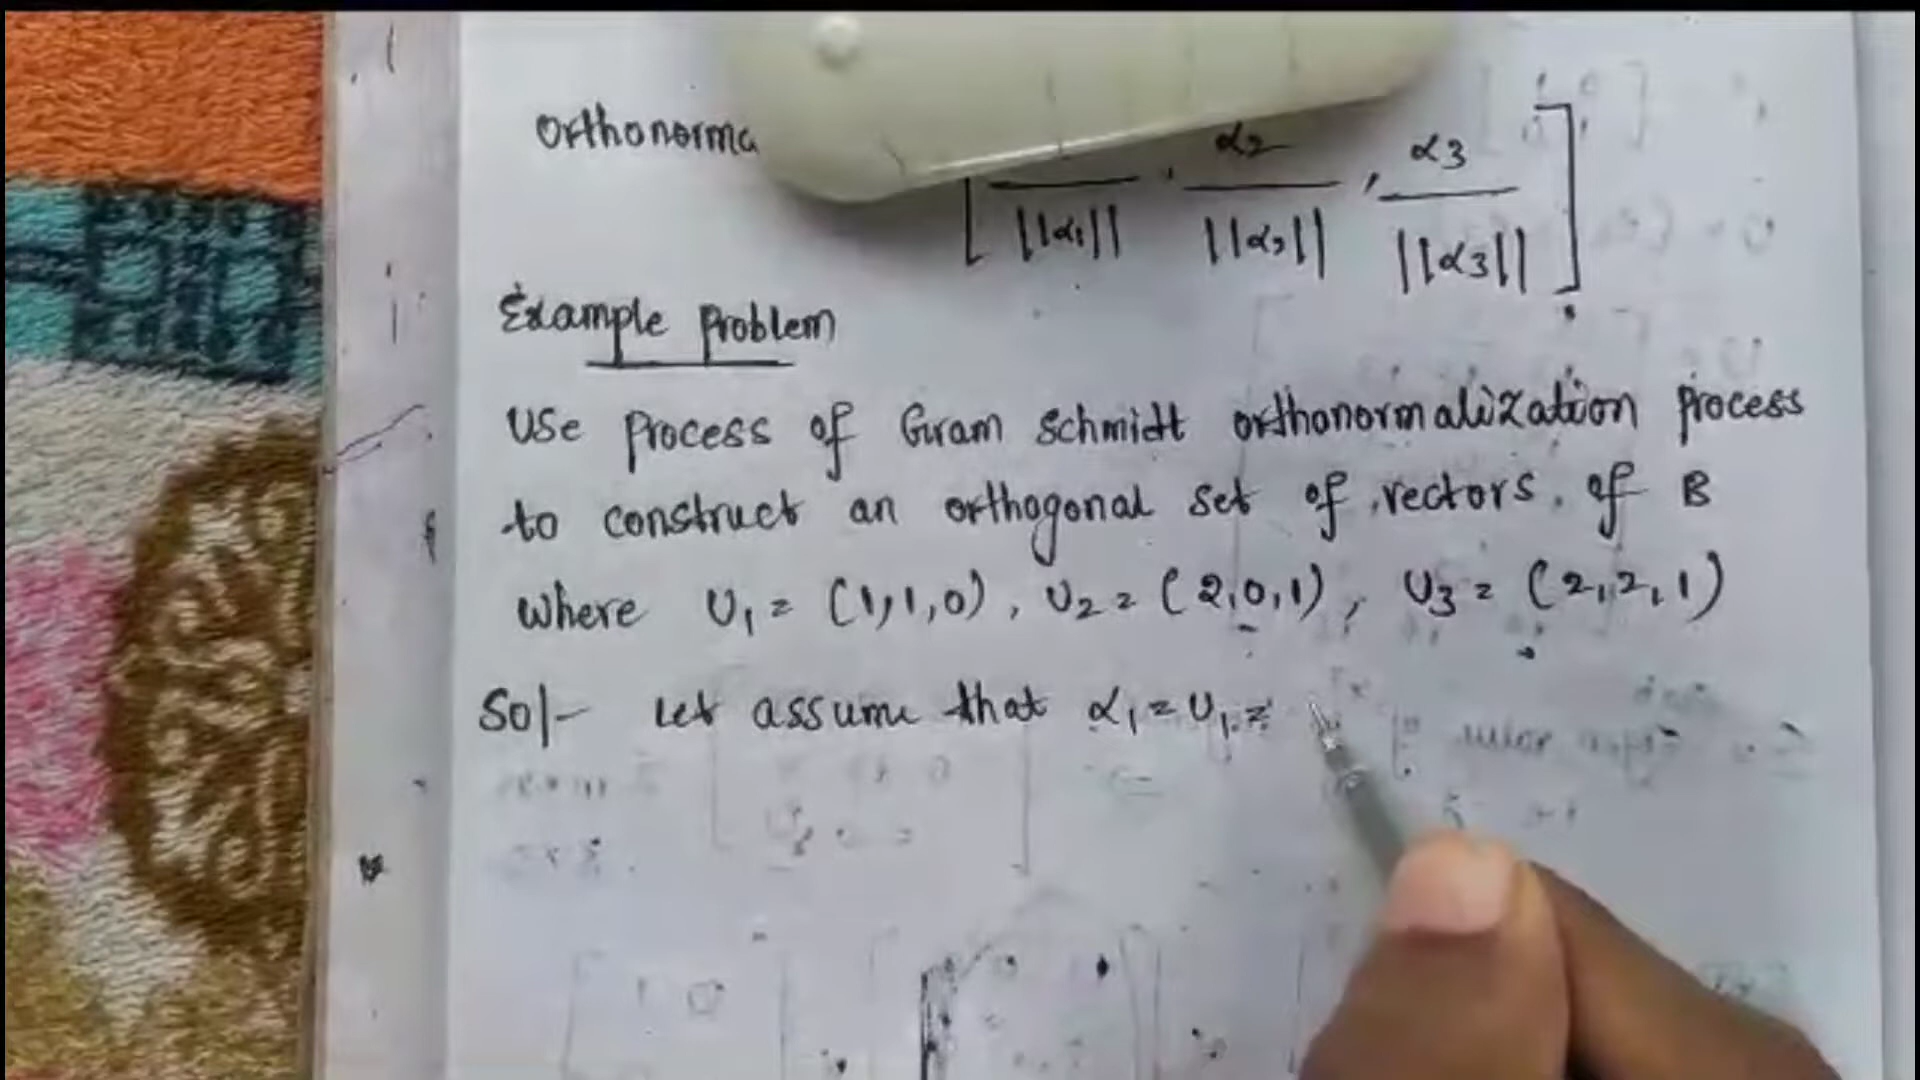 Orthonorma
α2 α3
[ ||α1|| , ||α2|| , ||α3|| ]
Example problem
Use process of Gram schmidt orthonormalization process
to construct an orthogonal set of vectors of B
where U1 = (1,1,0), U2 = (2,0,1), U3 = (2,2,1)
Sol- Let assume that α1 = U1 =